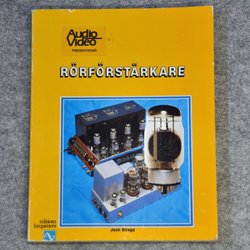 Audio
Video
PRESENTERAR
RÖRFÖRSTÄRKARE
Jean Hiraga
éditions
fréquences